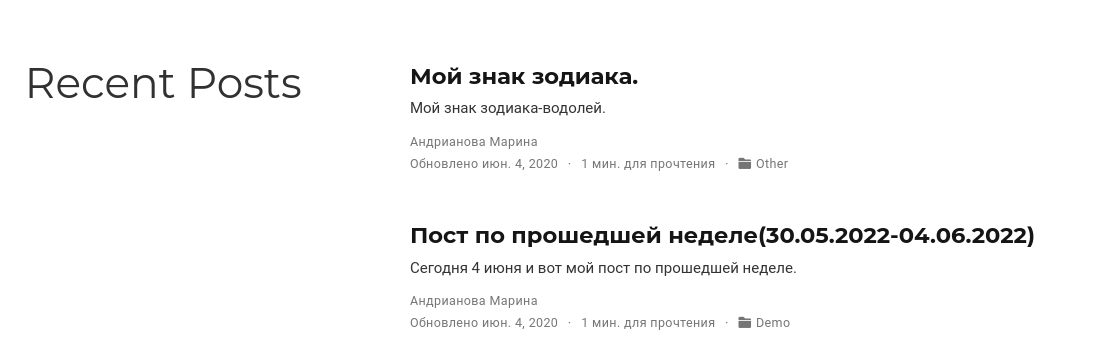 Recent Posts
Мой знак зодиака.
Мой знак зодиака-водолей.
Андрианова Марина
Обновлено июн. 4, 2020 · 1 мин. для прочтения · Other
Пост по прошедшей неделе(30.05.2022-04.06.2022)
Сегодня 4 июня и вот мой пост по прошедшей неделе.
Андрианова Марина
Обновлено июн. 4, 2020 · 1 мин. для прочтения · Demo